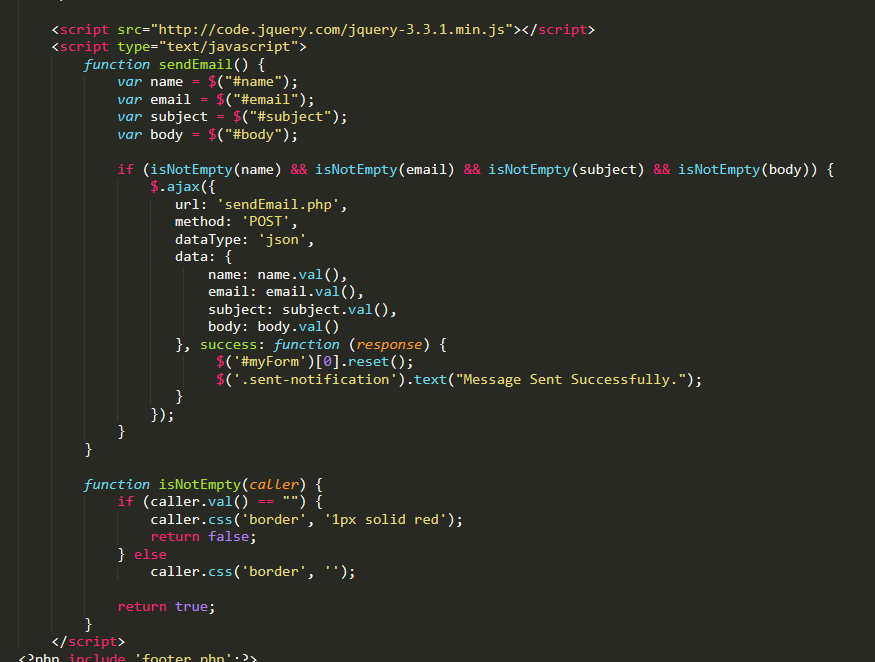 <script src="http://code.jquery.com/jquery-3.3.1.min.js"></script>
<script type="text/javascript">
function sendEmail() {
var name = $("#name");
var email = $("#email");
var subject = $("#subject");
var body = $("#body");
if (isNotEmpty(name) && isNotEmpty(email) && isNotEmpty(subject) && isNotEmpty(body)) {
$.ajax({
url: 'sendEmail.php',
method: 'POST',
dataType: 'json',
data: {
name: name.val(),
email: email.val(),
subject: subject.val(),
body: body.val()
}, success: function (response) {
$('#myForm')[0].reset();
$('.sent-notification').text("Message Sent Successfully.");
}
});
}
}
function isNotEmpty(caller) {
if (caller.val() == "") {
caller.css('border', '1px solid red');
return false;
} else
caller.css('border', '');
return true;
}
</script>
<?php include 'footer.php';?>